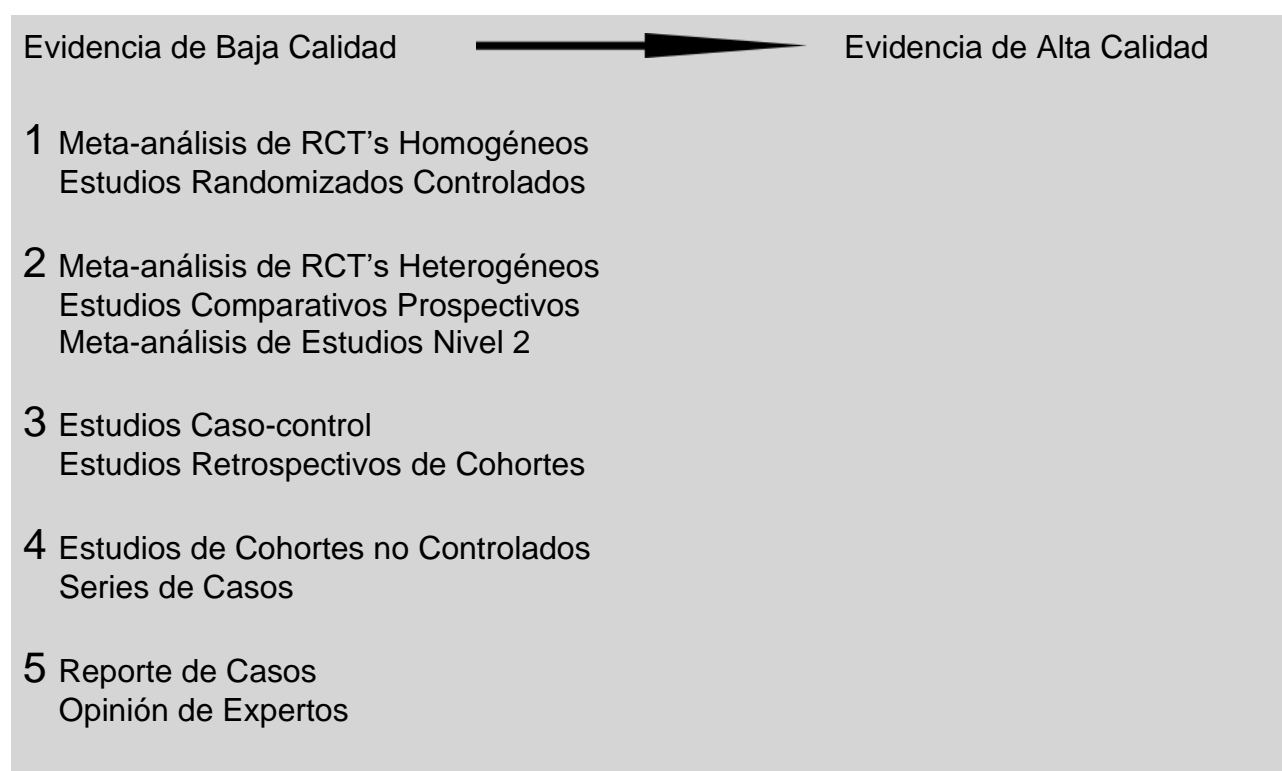 Evidencia de Baja Calidad Evidencia de Alta Calidad
1 Meta-análisis de RCT’s Homogéneos
Estudios Randomizados Controlados
2 Meta-análisis de RCT’s Heterogéneos
Estudios Comparativos Prospectivos
Meta-análisis de Estudios Nivel 2
3 Estudios Caso-control
Estudios Retrospectivos de Cohortes
4 Estudios de Cohortes no Controlados
Series de Casos
5 Reporte de Casos
Opinión de Expertos